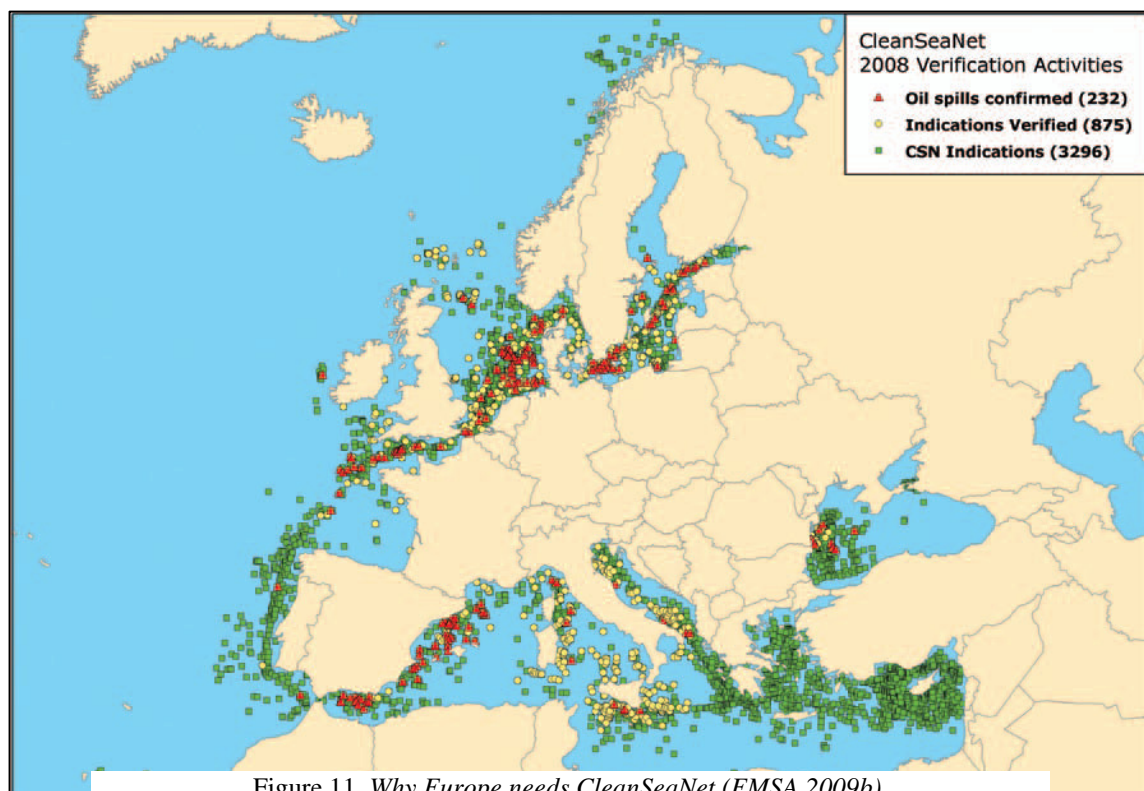 CleanSeaNet
2008 Verification Activities
Oil spills confirmed (232)
Indications Verified (875)
CSN Indications (3296)
Figure 11. Why Europe needs CleanSeaNet (EMSA 2009b)